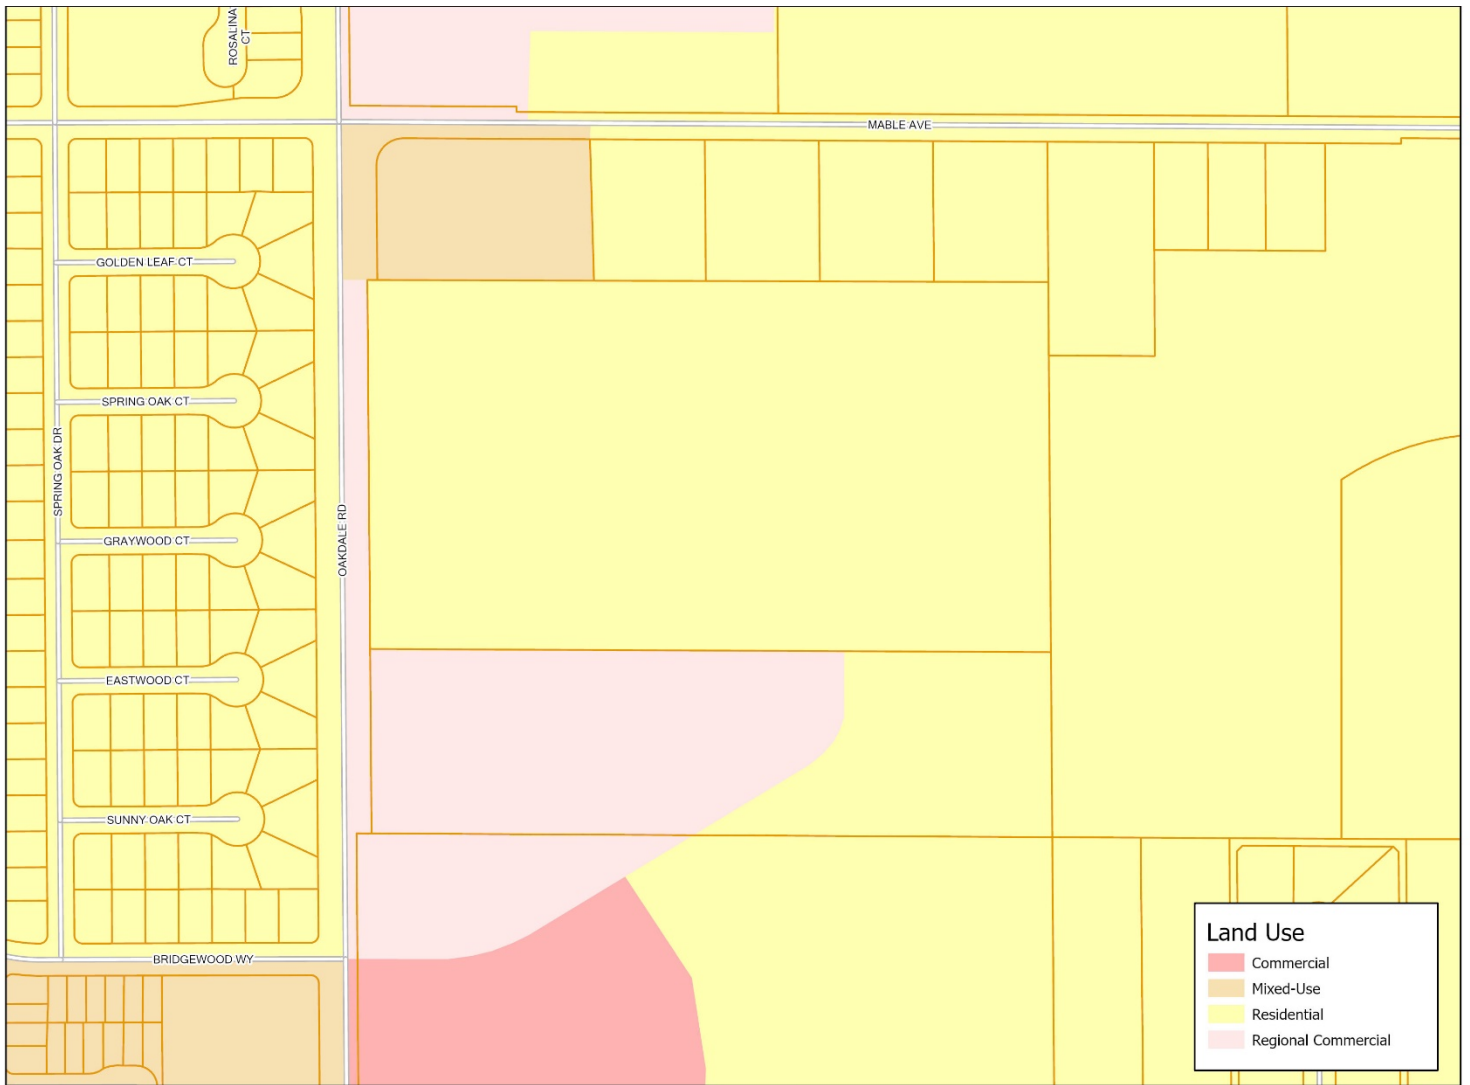 ROSALINA
CT
MABLE AVE
GOLDEN LEAF CT
SPRING OAK CT
SPRING OAK DR
OAKDALE RD
GRAYWOOD CT
EASTWOOD CT
SUNNY OAK CT
BRIDGEWOOD WY
Land Use
Commercial
Mixed-Use
Residential
Regional Commercial